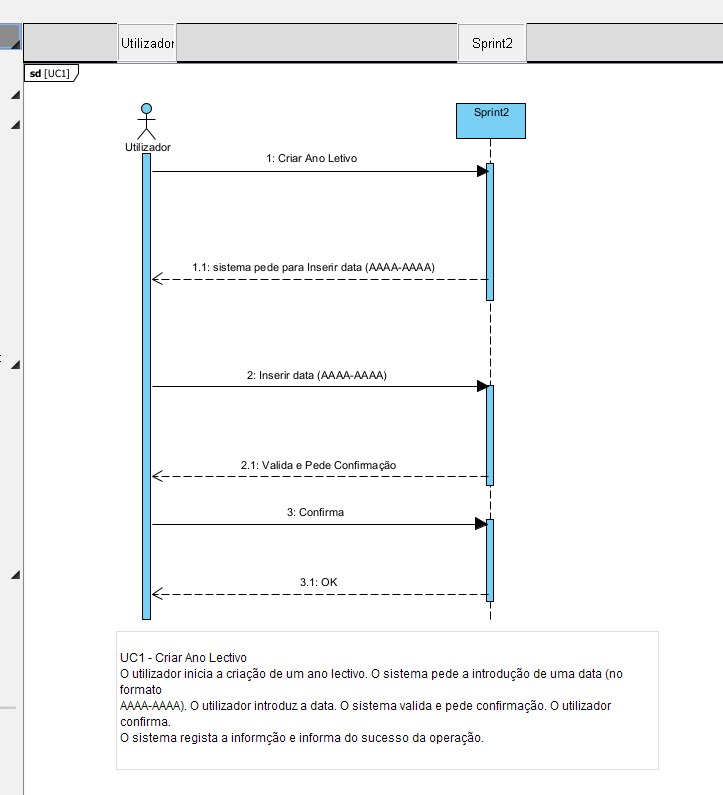 Utilizador
Sprint2
sd [UC1]
Sprint2
Utilizador
1: Criar Ano Letivo
1.1: sistema pede para Inserir data (AAAA-AAAA)
2: Inserir data (AAAA-AAAA)
2.1: Valida e Pede Confirmação
3: Confirma
3.1: OK
UC1 - Criar Ano Lectivo
O utilizador inicia a criação de um ano lectivo. O sistema pede a introdução de uma data (no
formato
AAAA-AAAA). O utilizador introduz a data. O sistema valida e pede confirmação. O utilizador
confirma.
O sistema regista a informção e informa do sucesso da operação.